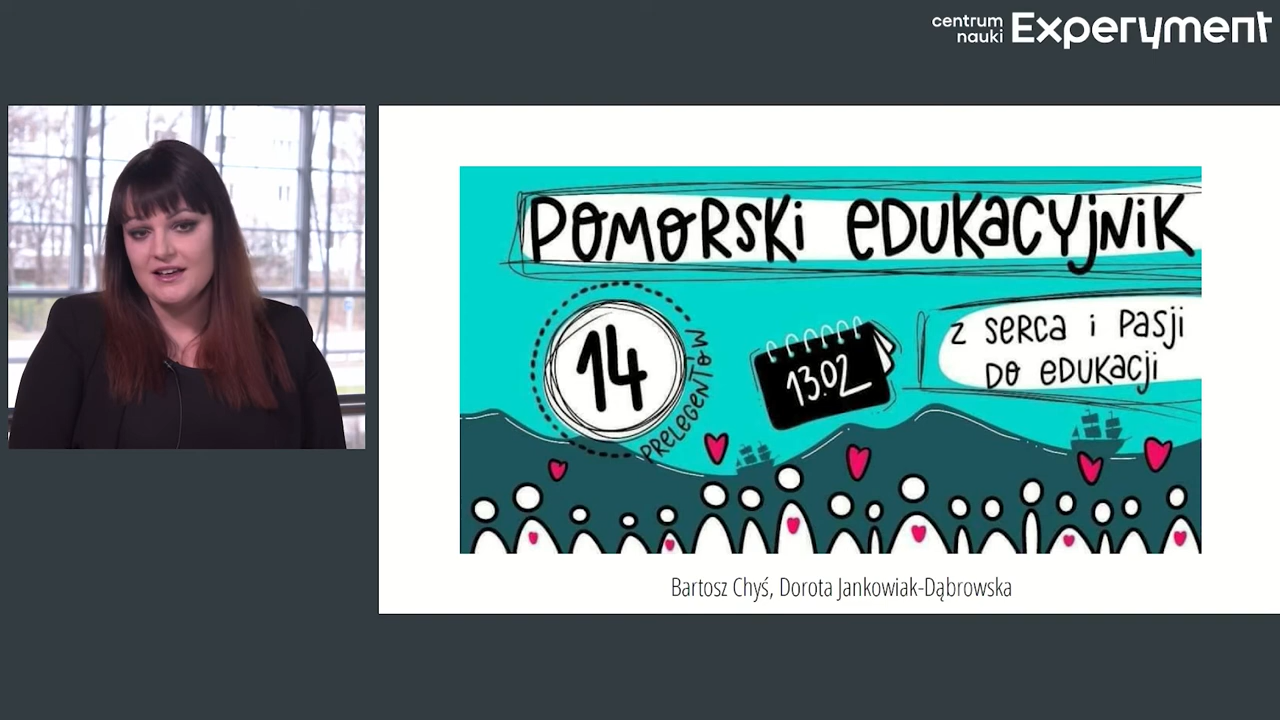 centrum
nauki
Experyment
POMORSKi eDUKaCYjNiK
14
PRELEGENTÓW
13.02
Z SeRCa i PaSji
DO eDUKaCji
Bartosz Chyś, Dorota Jankowiak-Dąbrowska